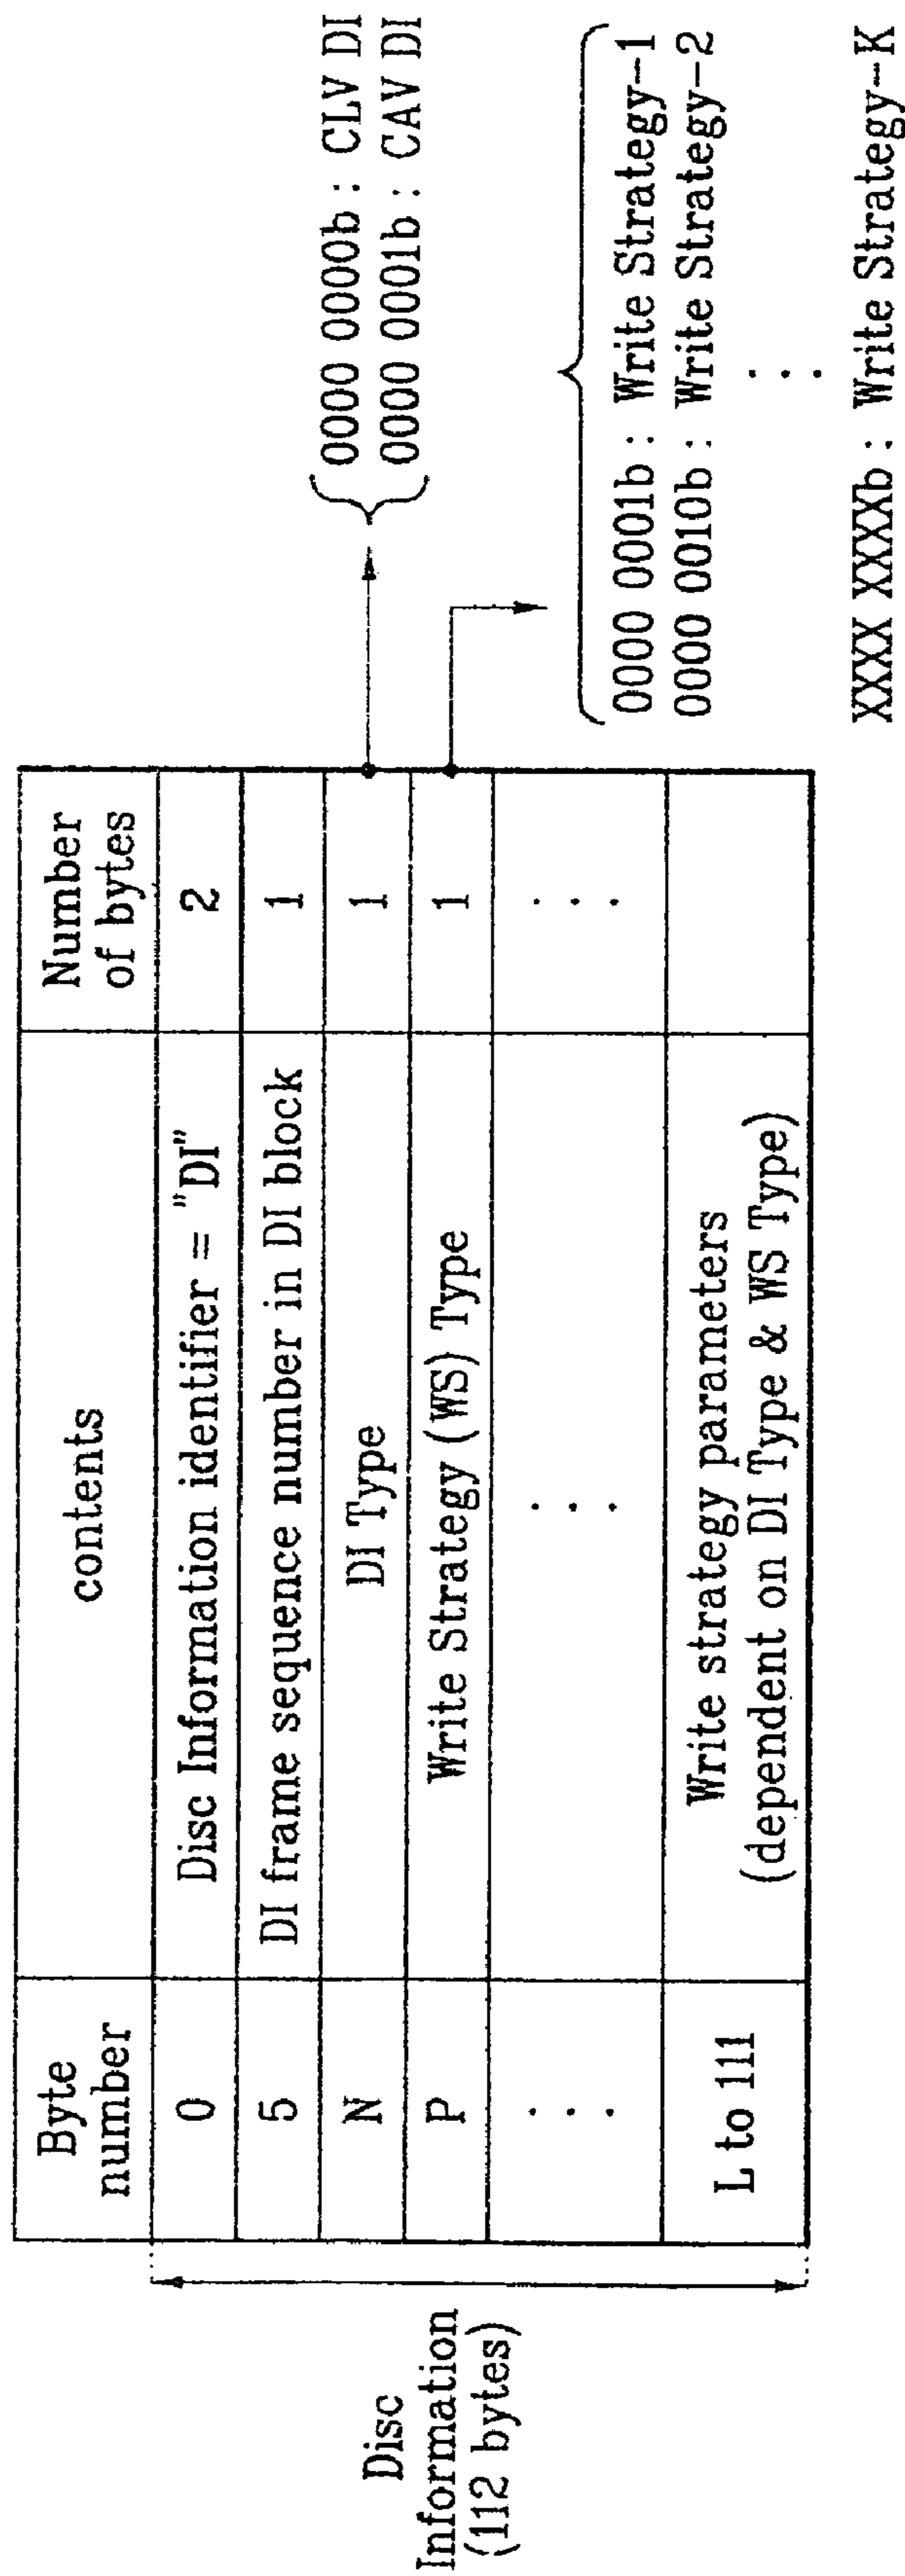 Byte number contents Number of bytes
0 Disc Information identifier = "DI" 2
5 DI frame sequence number in DI block 1
N DI Type 1
P Write Strategy (WS) Type 1
... ... ...
L to 111 Write strategy parameters
(dependent on DI Type & WS Type)
Disc
Information
(112 bytes)
0000 0000b : CLV DI
0000 0001b : CAV DI
0000 0001b : Write Strategy-1
0000 0010b : Write Strategy-2
...
XXXX XXXXb : Write Strategy-K